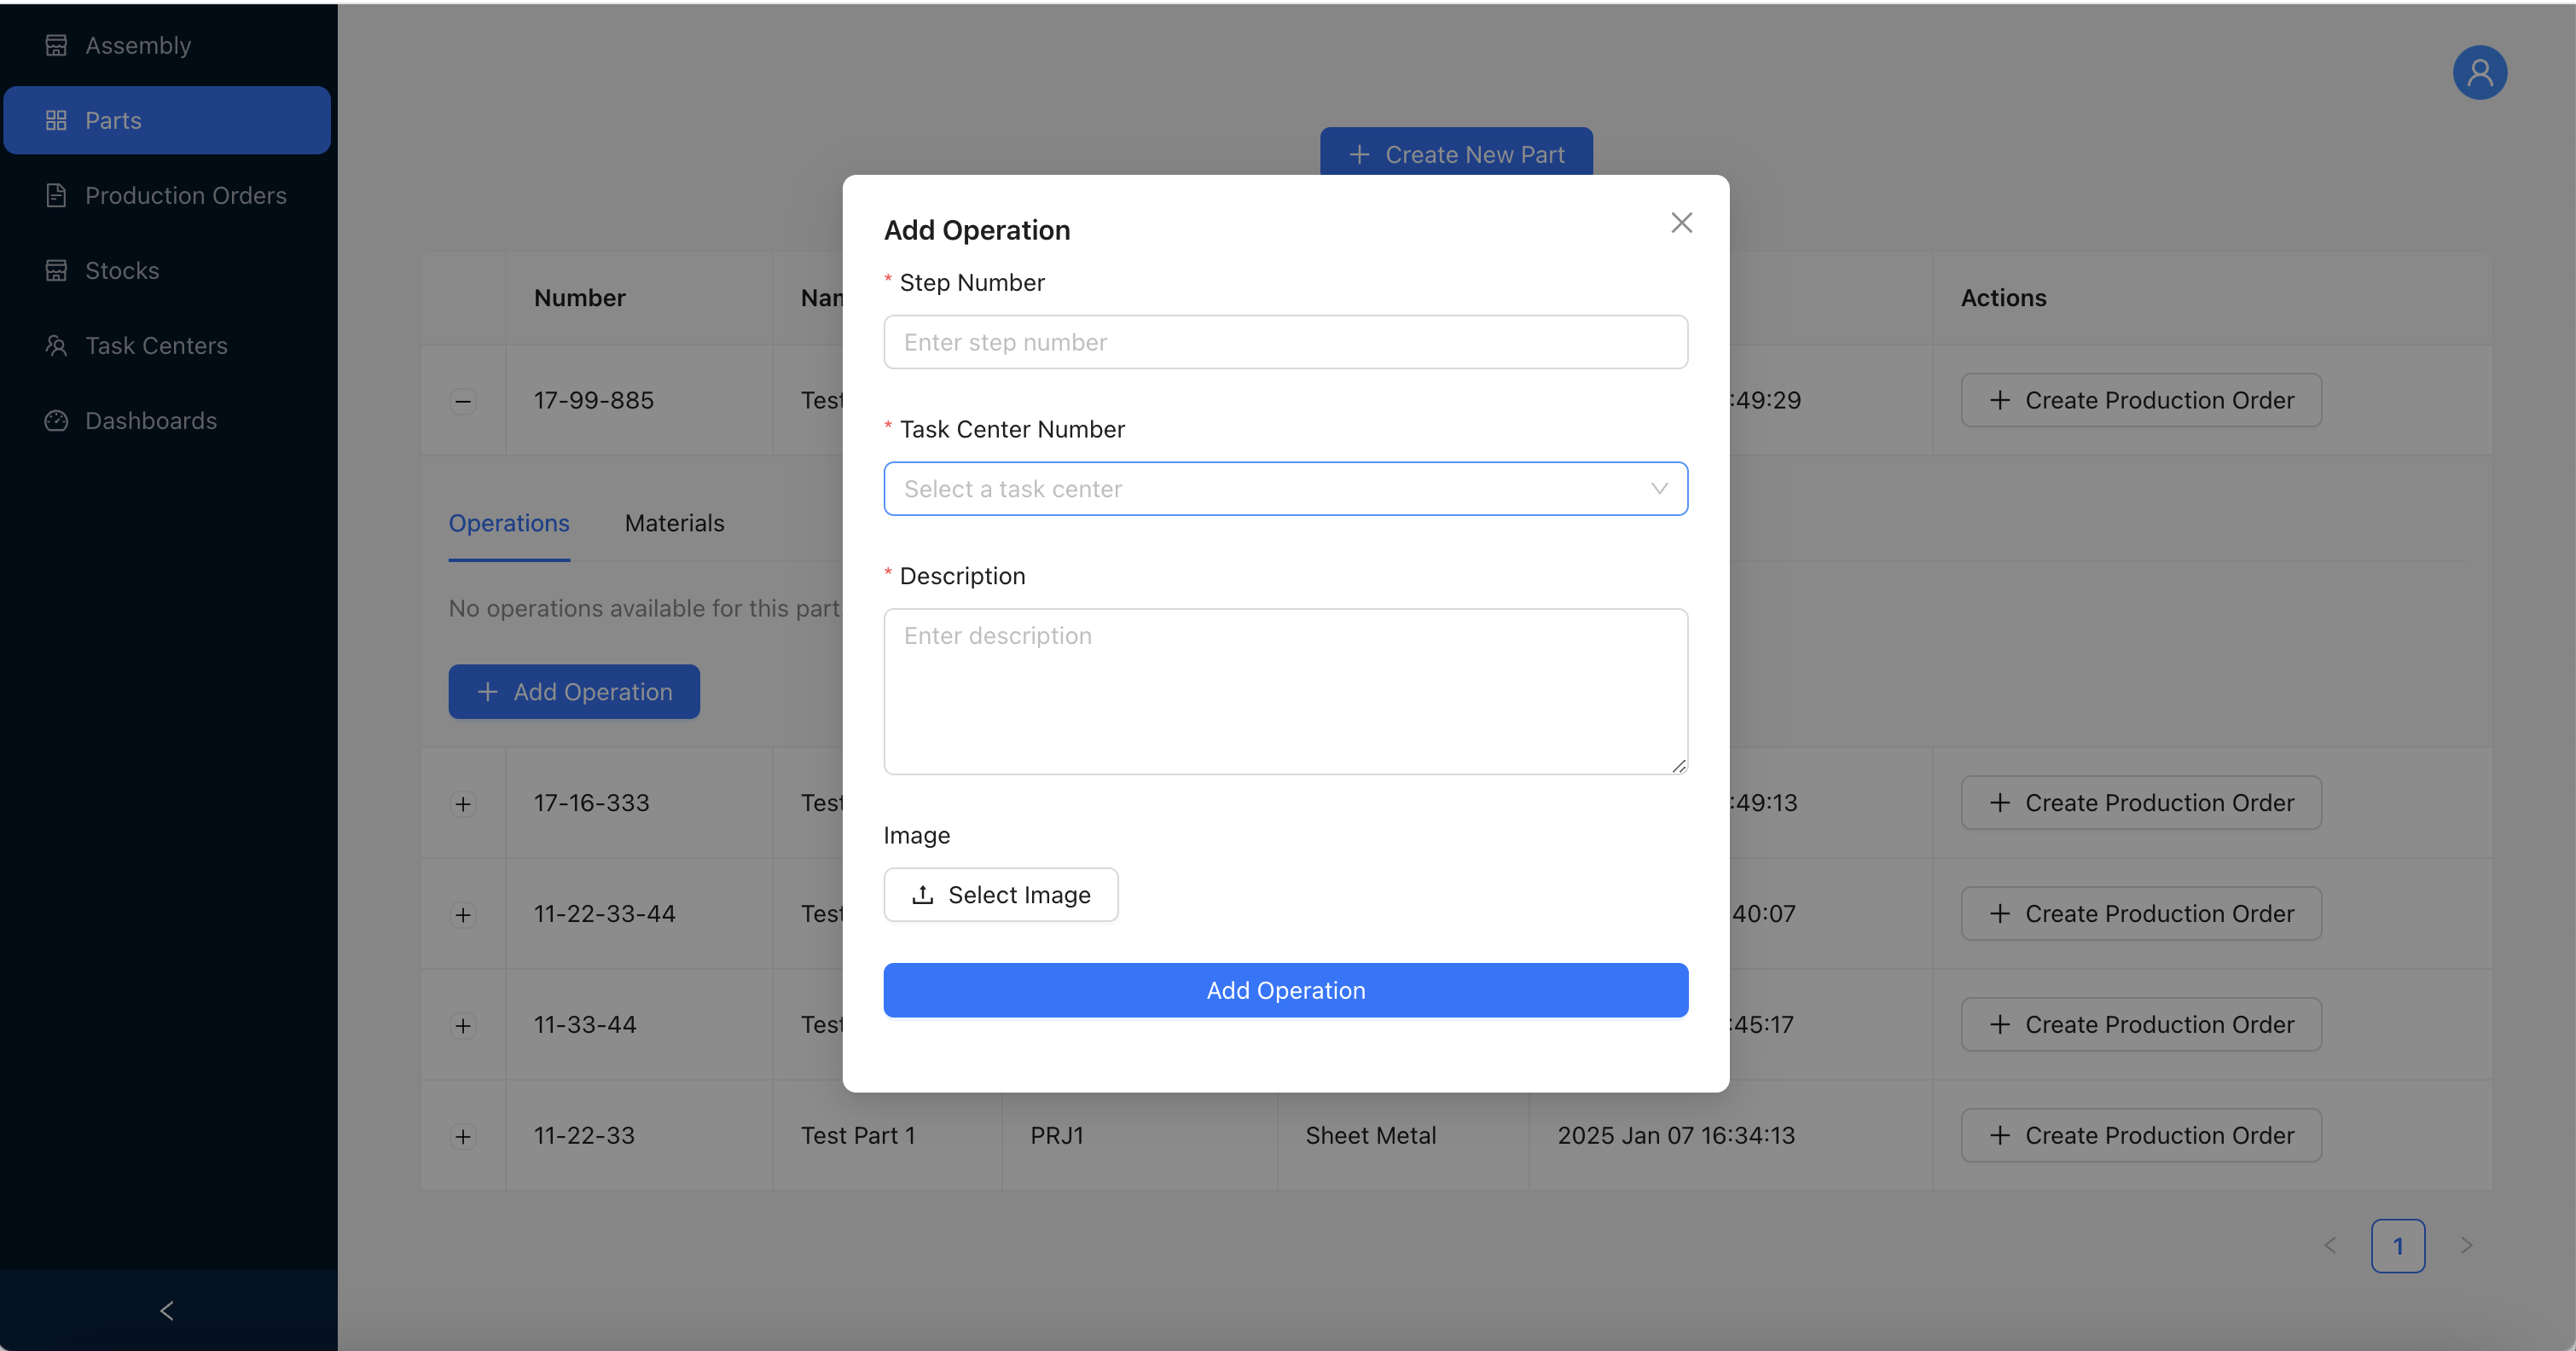 Assembly
Parts
Production Orders
Stocks
Task Centers
Dashboards
Create New Part
Number
Actions
17-99-885
:49:29
Create Production Order
Operations
Materials
No operations available for this part
Add Operation
17-16-333
Test
:49:13
Create Production Order
11-22-33-44
Test
40:07
Create Production Order
11-33-44
Test
:45:17
Create Production Order
11-22-33
Test Part 1
PRJ1
Sheet Metal
2025 Jan 07 16:34:13
Create Production Order
1
Add Operation
* Step Number
Enter step number
* Task Center Number
Select a task center
* Description
Enter description
Image
Select Image
Add Operation